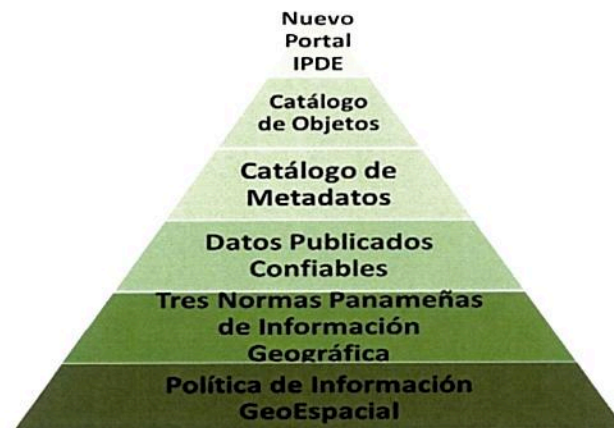 Nuevo
Portal
IPDE
Catálogo
de Objetos
Catálogo de
Metadatos
Datos Publicados
Confiables
Tres Normas Panameñas
de Información
Geográfica
Política de Información
GeoEspacial